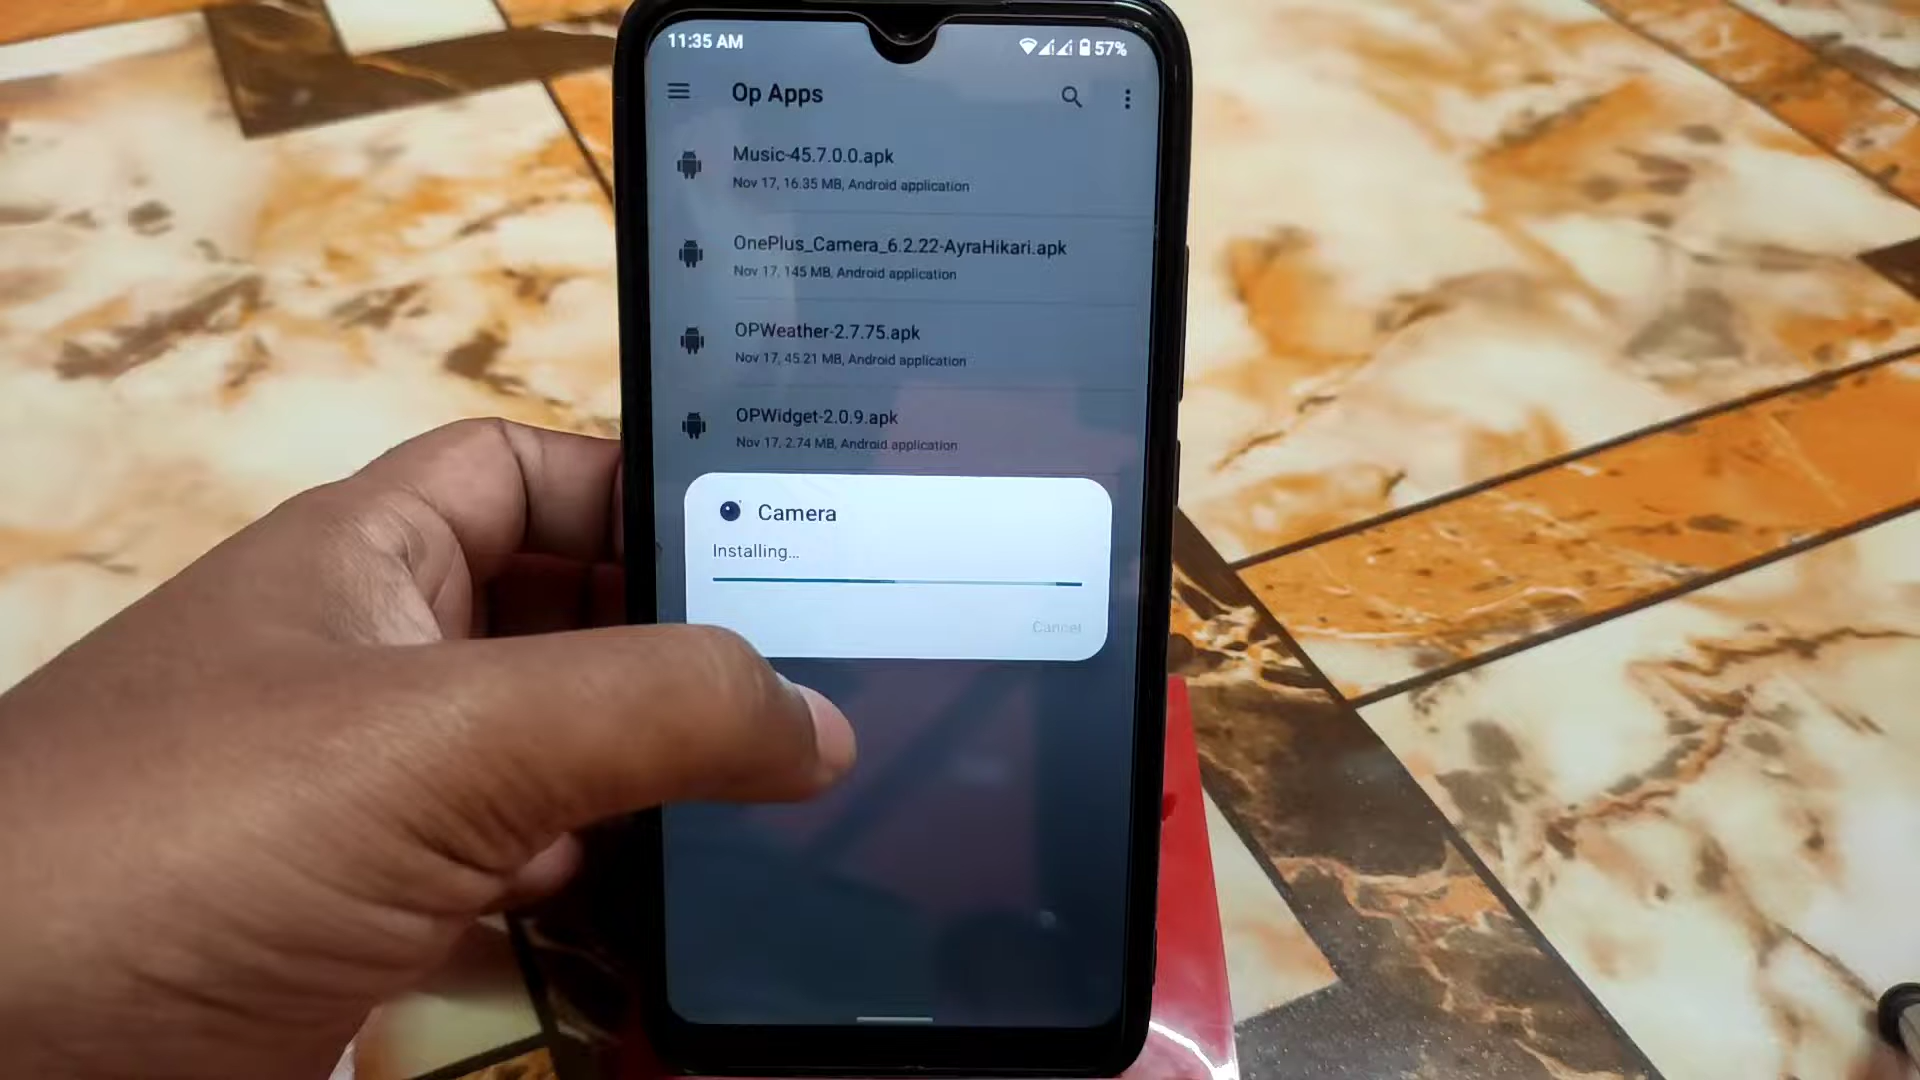 11:35 AM
57%
Op Apps
Music-45.7.0.0.apk
Nov 17, 16.35 MB, Android application
OnePlus_Camera_6.2.22-AyraHikari.apk
Nov 17, 145 MB, Android application
OPWeather-2.7.75.apk
Nov 17, 45.21 MB, Android application
OPWidget-2.0.9.apk
Nov 17, 2.74 MB, Android application
Camera
Installing...
Cancel